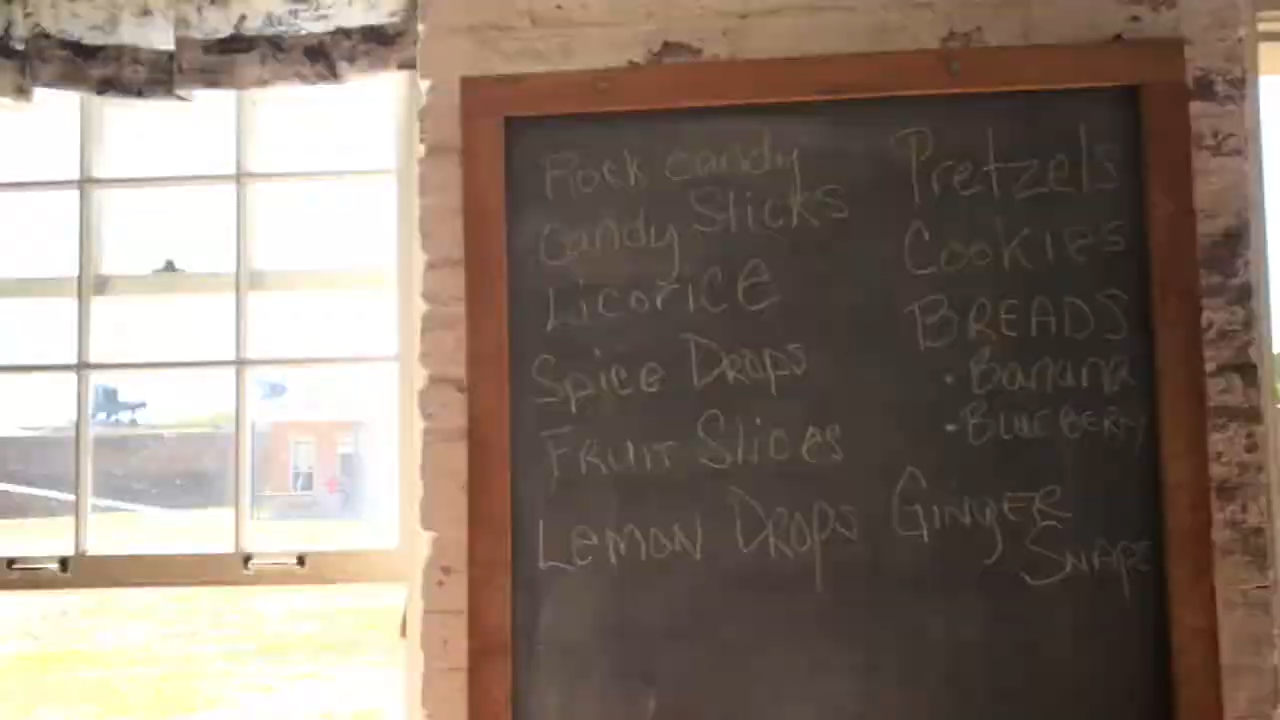 Rock candy
Candy Sticks
Licorice
Spice Drops
FRUIT Slices
Lemon Drops
Pretzels
Cookies
BREADS
• Banana
• BLUEBERRY
GINGER
SNAPS